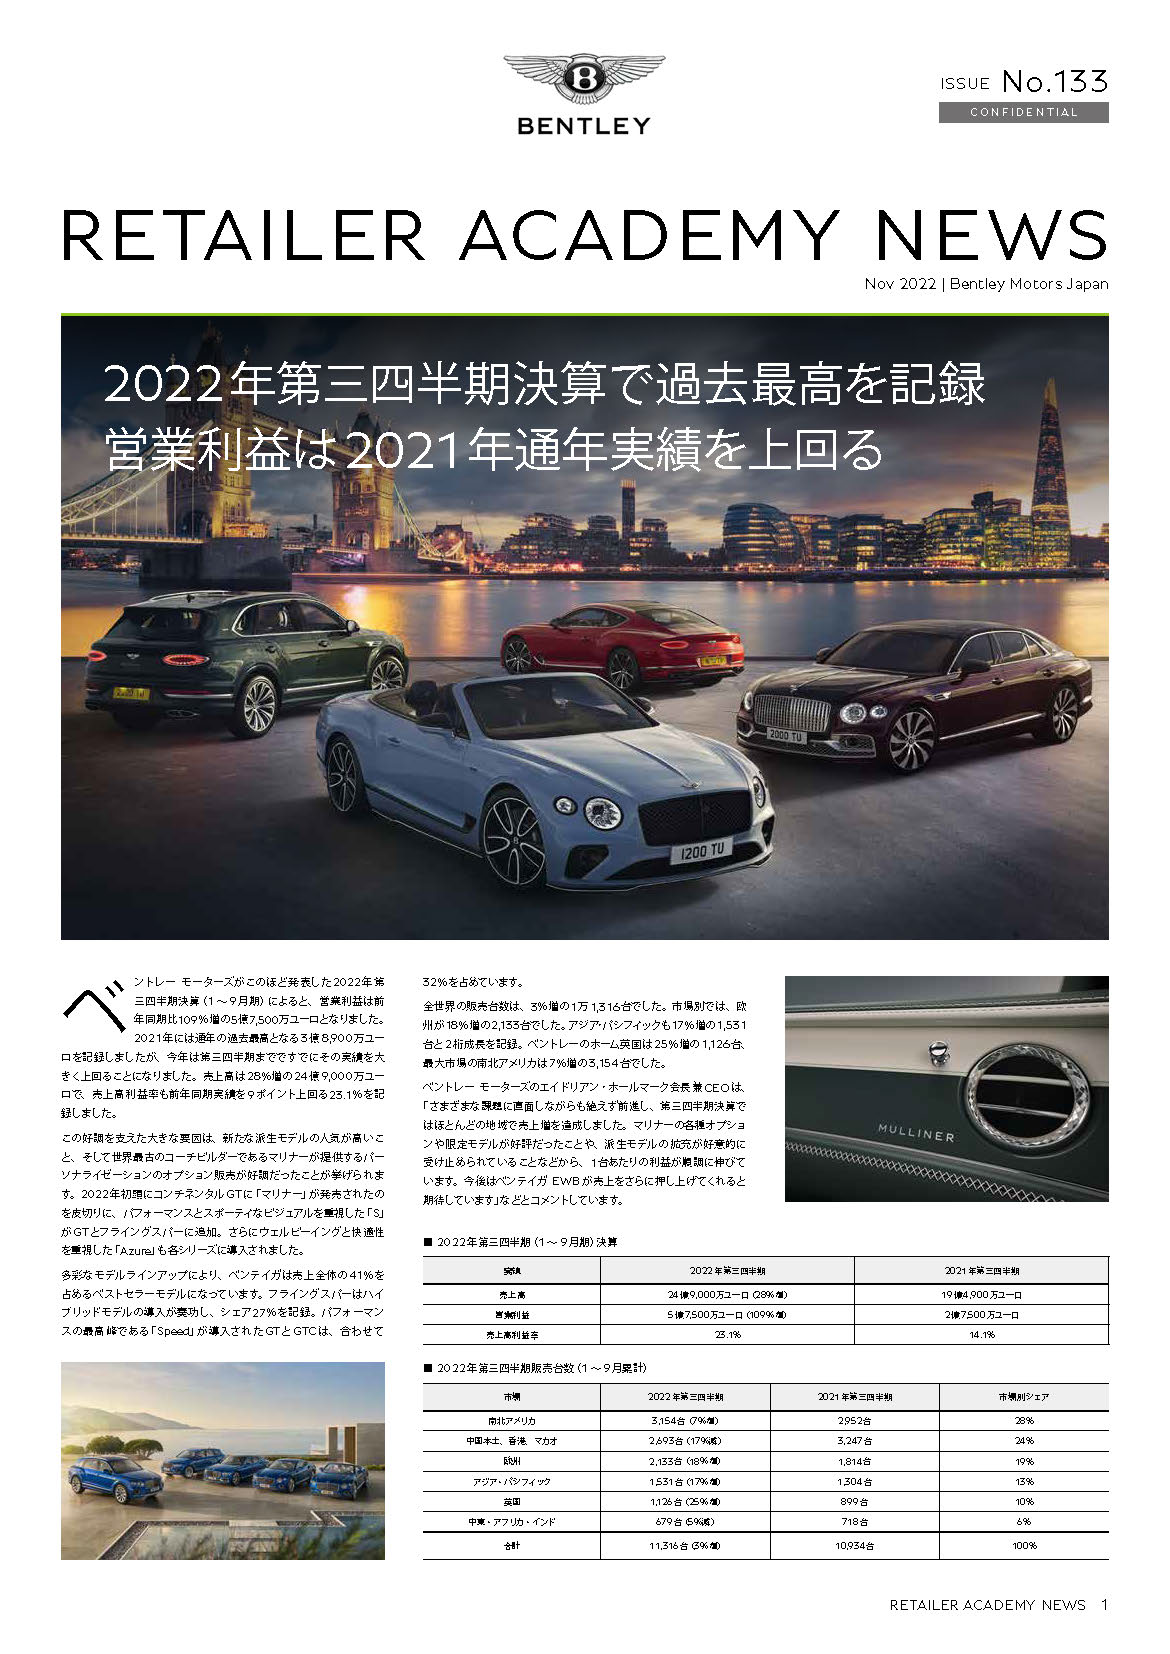 BENTLEY
ISSUE No.133
CONFIDENTIAL
RETAILER ACADEMY NEWS
Nov 2022 | Bentley Motors Japan
2022年第三四半期決算で過去最高を記録
営業利益は2021年通年実績を上回る
2000 TU
1200 TU
ベントレー モーターズがこのほど発表した2022年第
三四半期決算（1～9月期）によると、営業利益は前
年同期比109％増の5億7,500万ユーロとなりました。
2021年には通年の過去最高となる3億8,900万ユー
ロを記録しましたが、今年は第三四半期まででにその実績を大
きく上回ることになりました。売上高は28％増の24億9,000万ユー
ロで、売上高利益率も前年同期実績を9ポイント上回る23.1％を記
録しました。
この好調を支えた大きな要因は、新たな派生モデルの人気が高いこ
と、そして世界最古のコーチビルダーであるマリナーが提供するパー
ソナライゼーションのオプション販売が好調だったことが挙げられま
す。2022年初頭にコンチネンタルGTに「マリナー」が発売されたの
を皮切りに、パフォーマンスとスポーティなビジュアルを重視した「S」
がGTとフライングスパーに追加。さらにウェルビーイングと快適性
を重視した「Azure」も各シリーズに導入されました。
多彩なモデルラインアップにより、ベンテイガは売上全体の41％を
占めるベストセラーモデルになっています。フライングスパーはハイ
ブリッドモデルの導入が奏功し、シェア27％を記録。パフォーマン
スの最高峰である「Speed」が導入されたGTとGTCは、合わせて
32％を占めています。
全世界の販売台数は、3％増の1万1,316台でした。市場別では、欧
州が18％増の2,133台でした。アジア・パシフィックも17％増の1,531
台と2桁成長を記録。ベントレーのホーム英国は25％増の1,126台、
最大市場の南北アメリカは7％増の3,154台でした。
ベントレー モーターズのエイドリアン・ホールマーク会長兼CEOは、
「さまざまな課題に直面しながらも絶えず前進し、第三四半期決算で
はほとんどの地域で売上増を達成しました。マリナーの各種オプショ
ンや限定モデルが好評だったことや、派生モデルの拡充が好意的に
受け止められていることなどから、1台あたりの利益が順調に伸びて
います。今後はベンテイガ EWBが売上をさらに押し上げてくれると
期待しています」などとコメントしています。
MULLINER
■ 2022年第三四半期（1～9月期）決算
実績 2022年第三四半期 2021年第三四半期
売上高 24億9,000万ユーロ（28％増） 19億4,900万ユーロ
営業利益 5億7,500万ユーロ（109％増） 2億7,500万ユーロ
売上高利益率 23.1％ 14.1％
■ 2022年第三四半期販売台数（1～9月累計）
市場 2022年第三四半期 2021年第三四半期 市場別シェア
南北アメリカ 3,154台（7％増） 2,952台 28％
中国本土、香港、マカオ 2,693台（17％減） 3,247台 24％
欧州 2,133台（18％増） 1,814台 19％
アジア・パシフィック 1,531台（17％増） 1,304台 13％
英国 1,126台（25％増） 899台 10％
中東・アフリカ・インド 679台（5％減） 718台 6％
合計 11,316台（3％増） 10,934台 100％
RETAILER ACADEMY NEWS 1